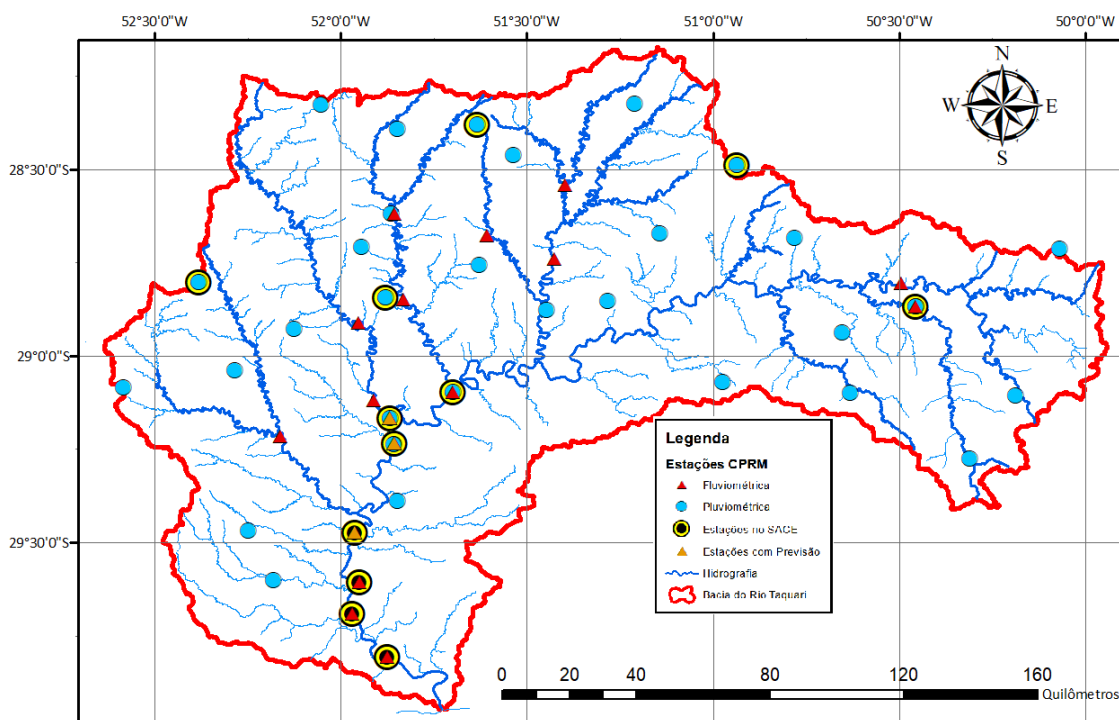 52°30'0"W 52°0'0"W 51°30'0"W 51°0'0"W 50°30'0"W 50°0'0"W
N
W E
S
28°30'0"S
29°0'0"S
29°30'0"S
Legenda
Estações CPRM
Fluviométrica
Pluviométrica
Estações no SACE
Estações com Previsão
Hidrografia
Bacia do Rio Taquari
0 20 40 80 120 160
Quilômetros